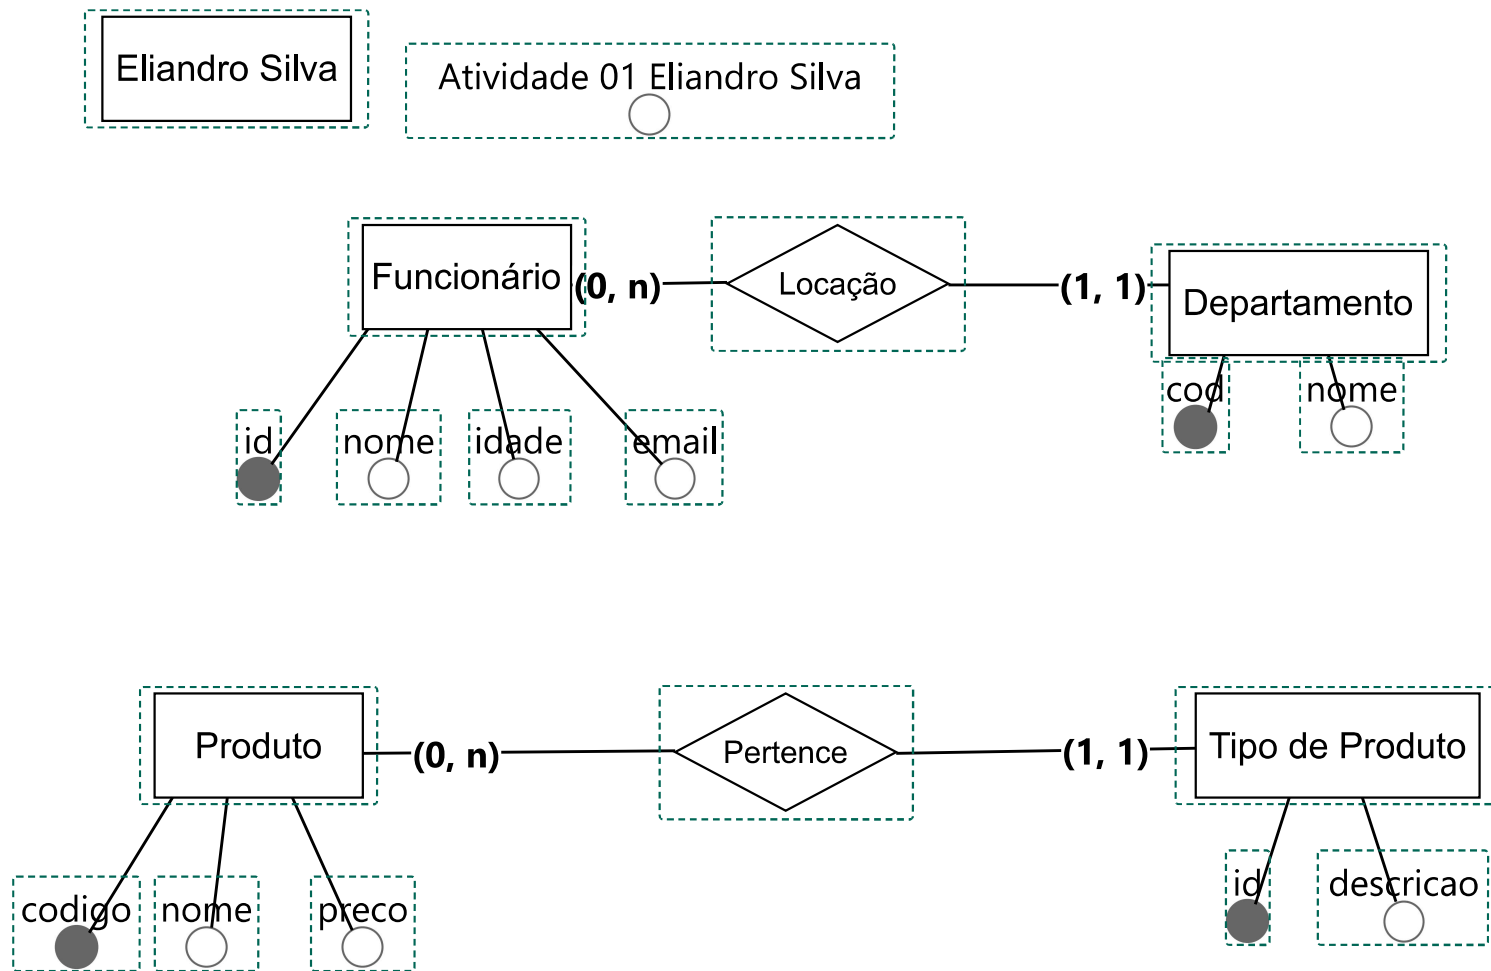 Eliandro Silva
Atividade 01 Eliandro Silva
Funcionário
(0, n)
Locação
(1, 1)
Departamento
cod
nome
id
nome
idade
email
Produto
(0, n)
Pertence
(1, 1)
Tipo de Produto
codigo
nome
preco
id
descricao